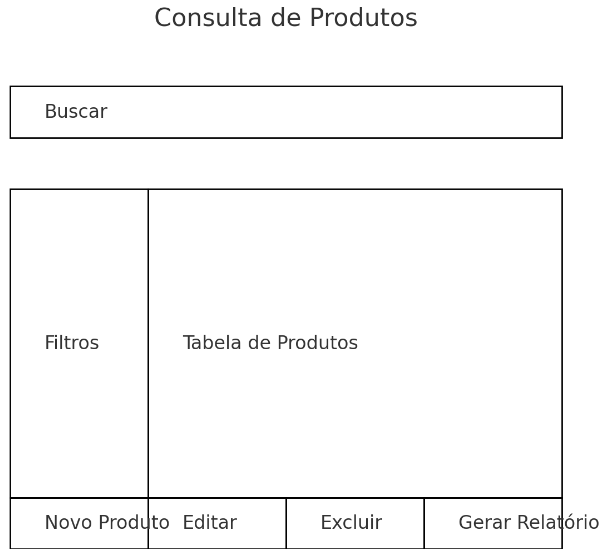 Consulta de Produtos
Buscar
Filtros
Tabela de Produtos
Novo Produto
Editar
Excluir
Gerar Relatório